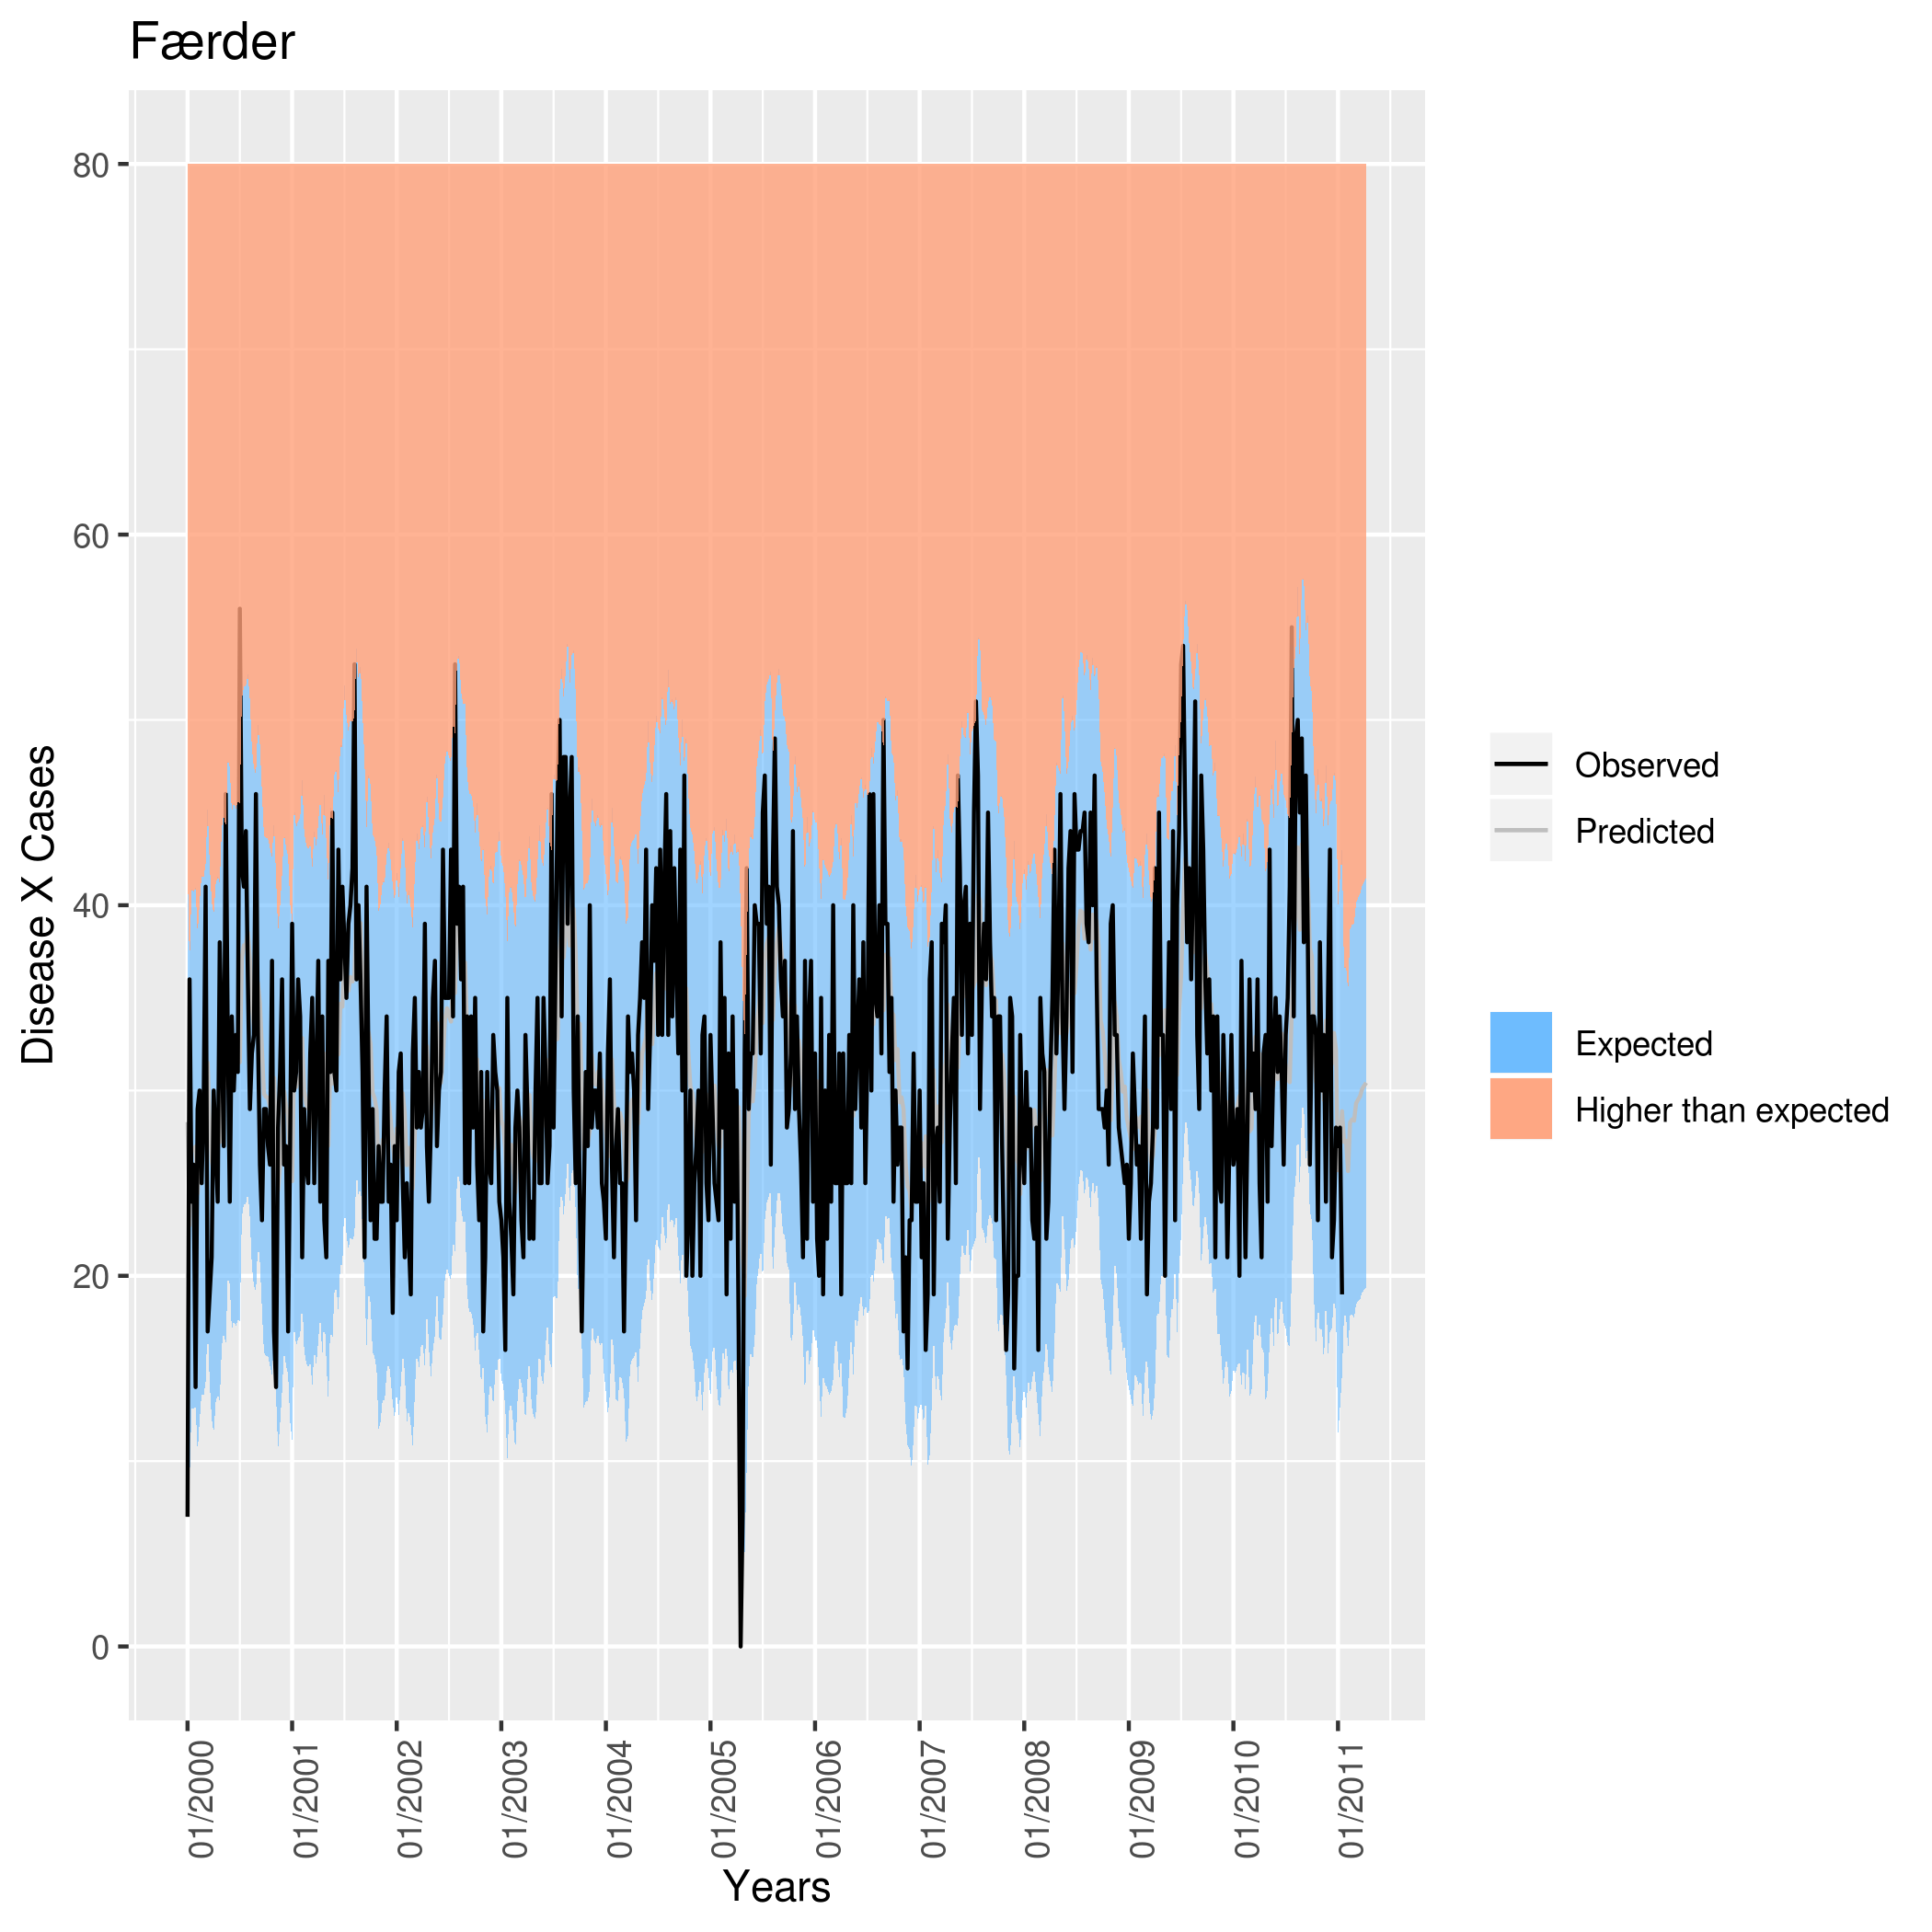 Færder
80
60
40
20
0
Disease X Cases
01/2000
01/2001
01/2002
01/2003
01/2004
01/2005
01/2006
01/2007
01/2008
01/2009
01/2010
01/2011
Years
Observed
Predicted
Expected
Higher than expected